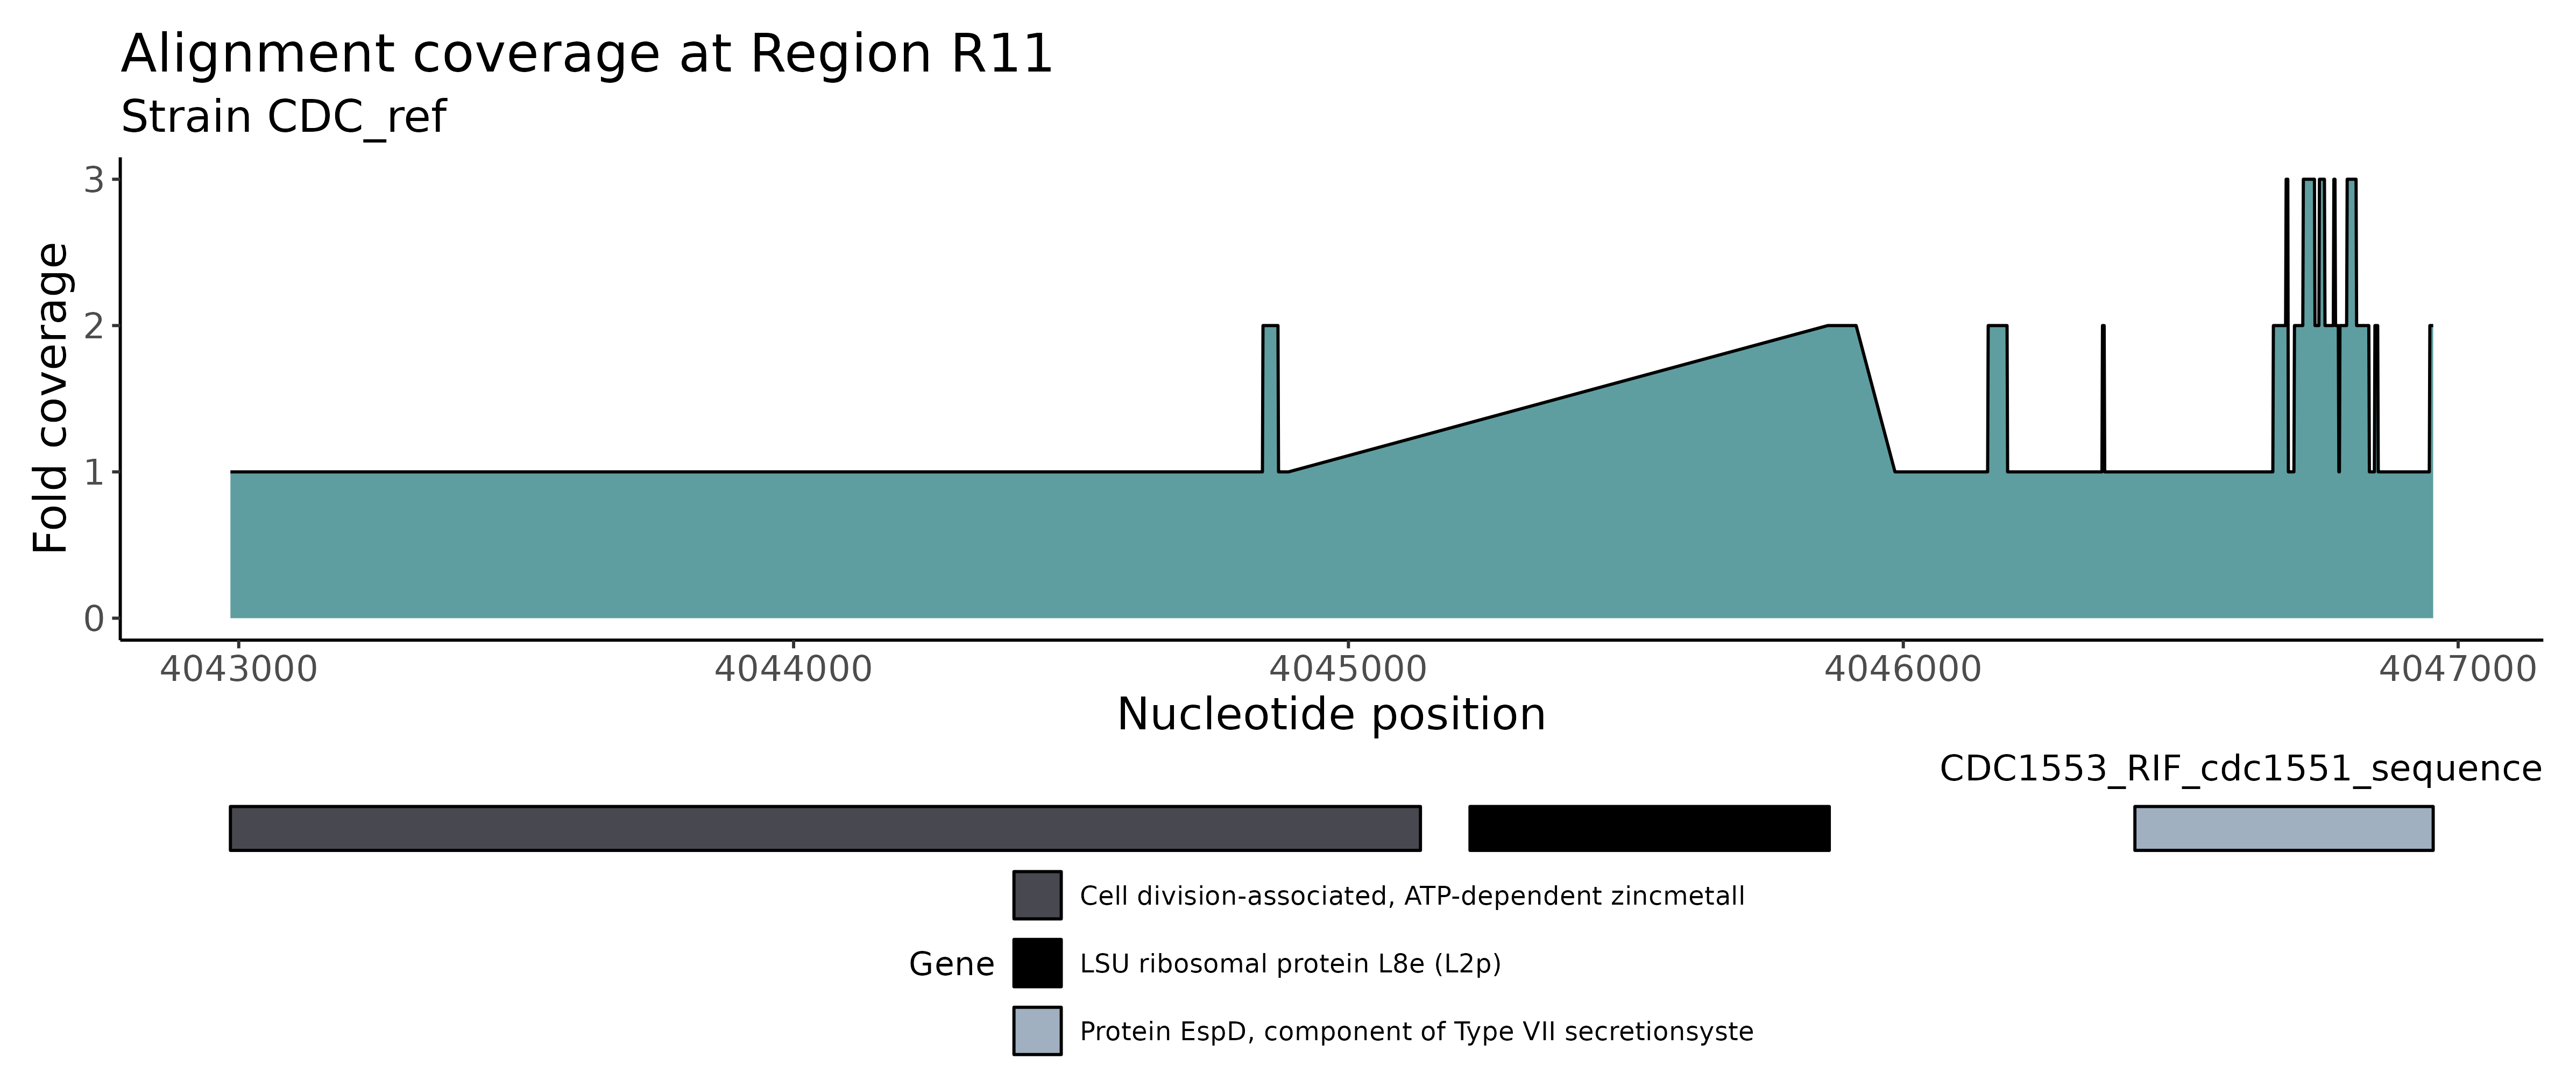 Alignment coverage at Region R11
Strain CDC_ref
3
2
1
0
Fold coverage
4043000 4044000 4045000 4046000 4047000
Nucleotide position
CDC1553_RIF_cdc1551_sequence
Gene
Cell division-associated, ATP-dependent zincmetall
LSU ribosomal protein L8e (L2p)
Protein EspD, component of Type VII secretionsyste